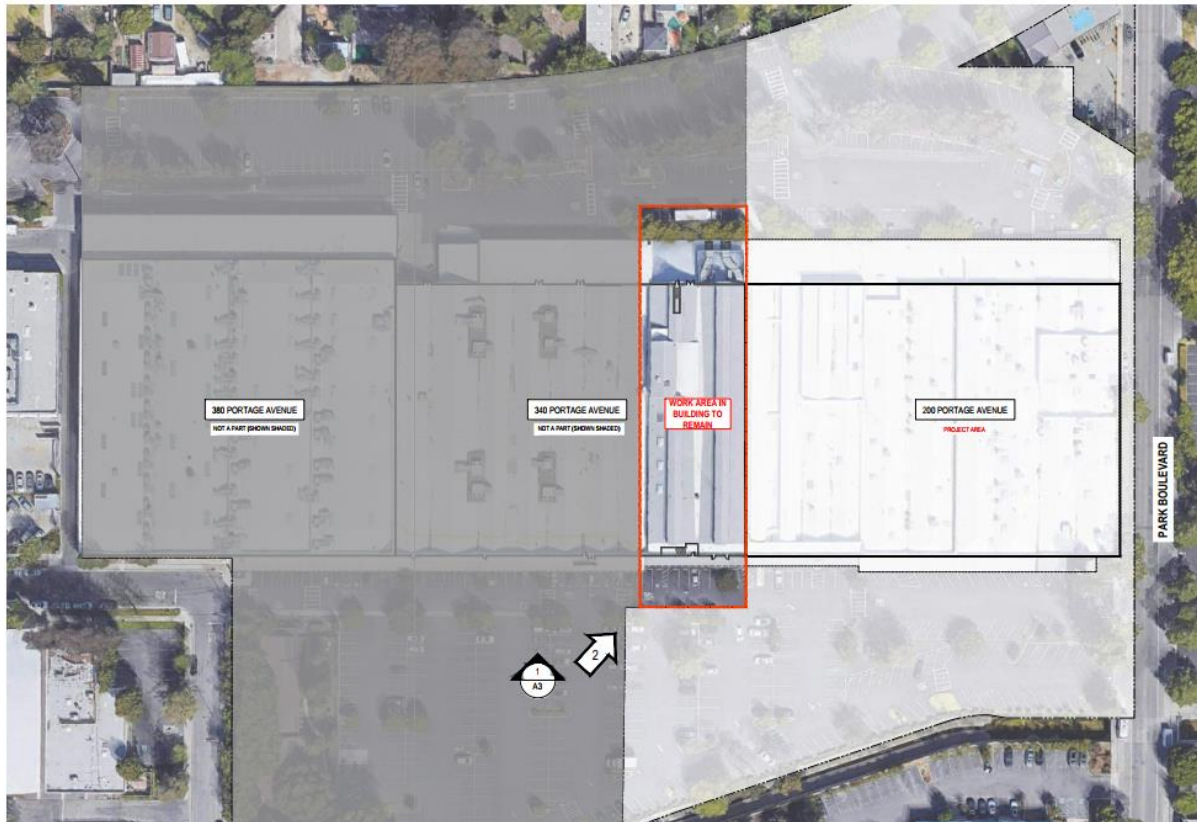 380 PORTAGE AVENUE
NOT A PART (SHOWN SHADED)
340 PORTAGE AVENUE
NOT A PART (SHOWN SHADED)
WORK AREA IN
BUILDING TO
REMAIN
200 PORTAGE AVENUE
PROJECT AREA
PARK BOULEVARD
1
A3
2